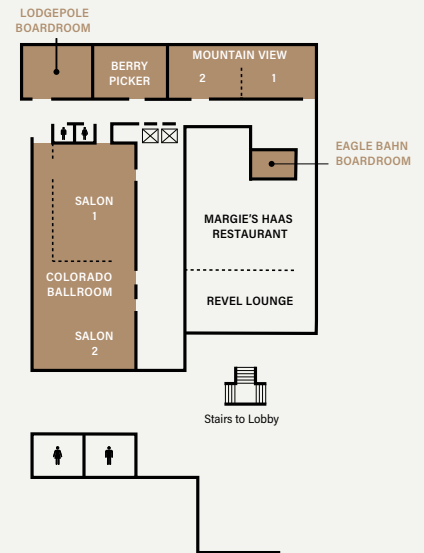 LODGEPOLE
BOARDROOM
BERRY
PICKER
MOUNTAIN VIEW
2
1
EAGLE BAHN
BOARDROOM
SALON
1
MARGIE'S HAAS
RESTAURANT
COLORADO
BALLROOM
REVEL LOUNGE
SALON
2
Stairs to Lobby